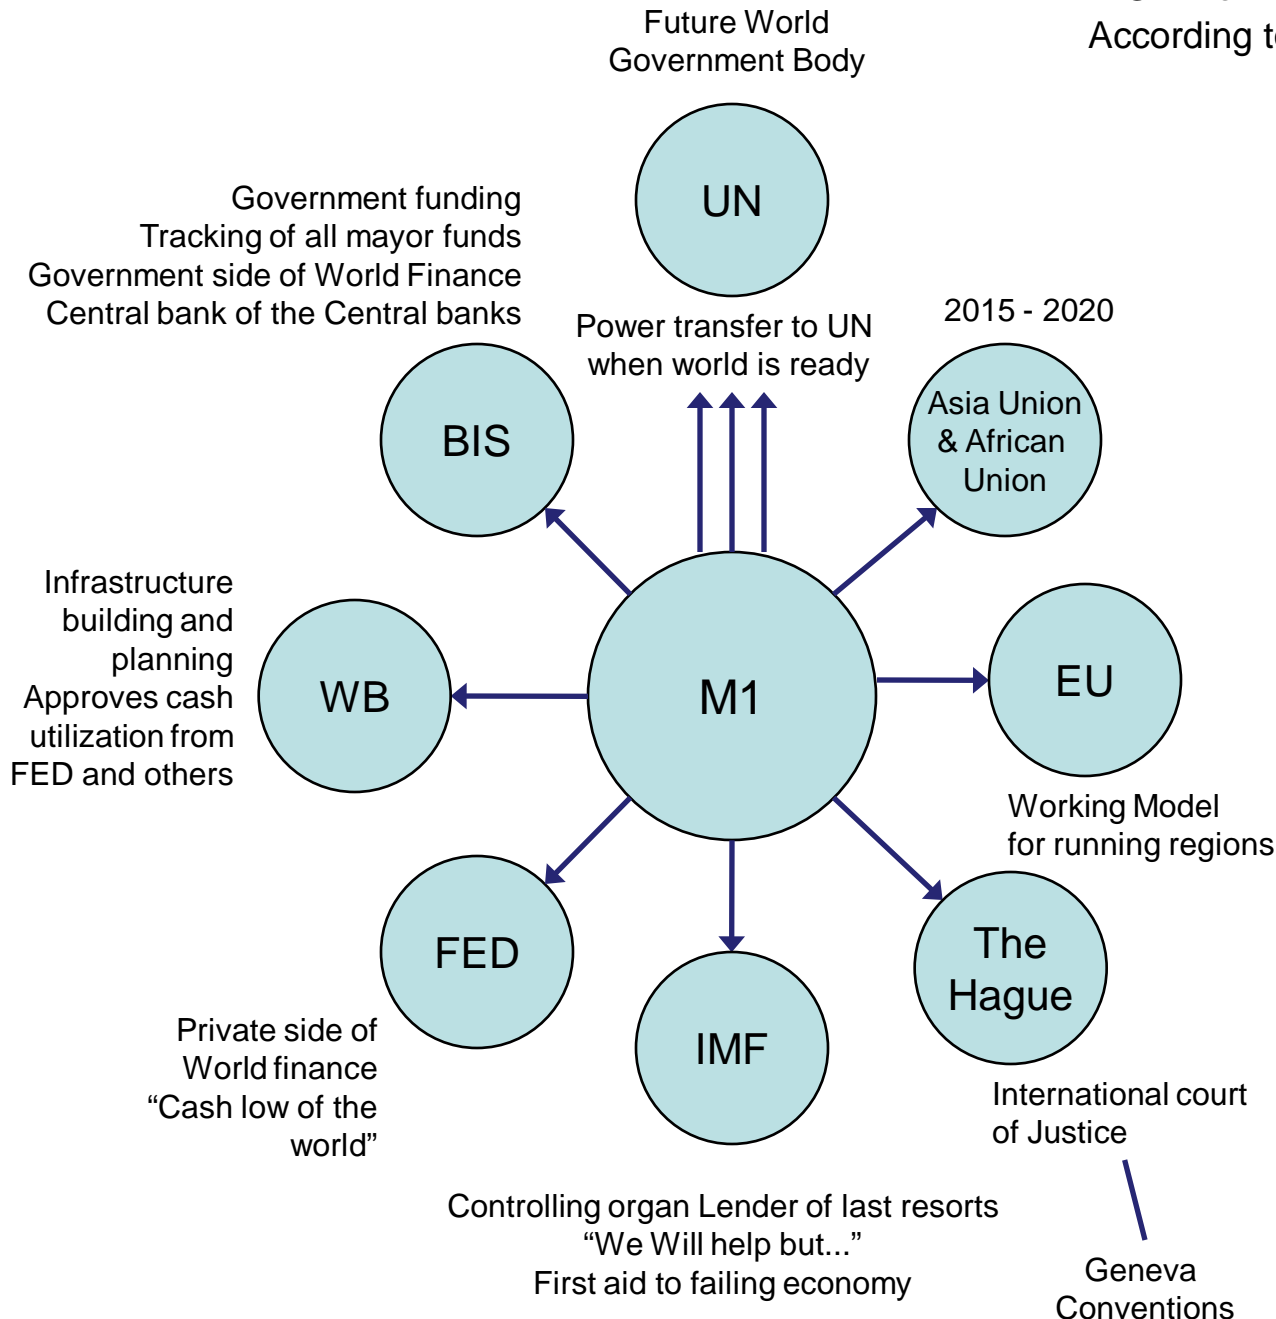 According to
Future World
Government Body
UN
Government funding
Tracking of all mayor funds
Government side of World Finance
Central bank of the Central banks
Power transfer to UN
when world is ready
2015 - 2020
BIS
Asia Union
& African
Union
Infrastructure
building and
planning
Approves cash
utilization from
FED and others
WB
M1
EU
Working Model
for running regions
FED
Private side of
World finance
“Cash low of the
world”
IMF
Controlling organ Lender of last resorts
“We Will help but...”
First aid to failing economy
The
Hague
International court
of Justice
Geneva
Conventions